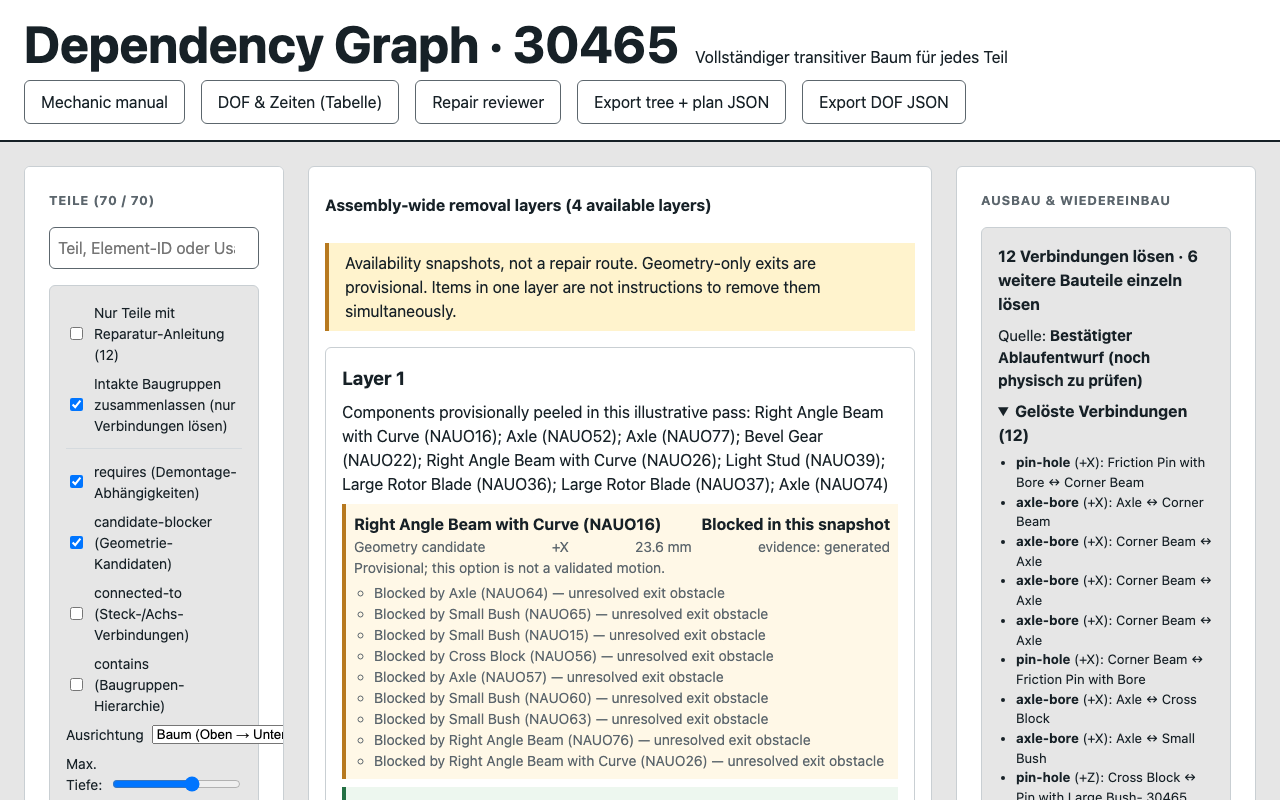 Dependency Graph · 30465 Vollständiger transitiver Baum für jedes Teil
Mechanic manual
DOF & Zeiten (Tabelle)
Repair reviewer
Export tree + plan JSON
Export DOF JSON
TEILE (70 / 70)
Teil, Element-ID oder Us
Nur Teile mit
Reparatur-Anleitung
(12)
Intakte Baugruppen
zusammenlassen (nur
Verbindungen lösen)
requires (Demontage-
Abhängigkeiten)
candidate-blocker
(Geometrie-
Kandidaten)
connected-to
(Steck-/Achs-
Verbindungen)
contains
(Baugruppen-
Hierarchie)
Ausrichtung Baum (Oben → Unter
Max.
Tiefe:
Assembly-wide removal layers (4 available layers)
Availability snapshots, not a repair route. Geometry-only exits are
provisional. Items in one layer are not instructions to remove them
simultaneously.
Layer 1
Components provisionally peeled in this illustrative pass: Right Angle Beam
with Curve (NAUO16); Axle (NAUO52); Axle (NAUO77); Bevel Gear
(NAUO22); Right Angle Beam with Curve (NAUO26); Light Stud (NAUO39);
Large Rotor Blade (NAUO36); Large Rotor Blade (NAUO37); Axle (NAUO74)
Right Angle Beam with Curve (NAUO16) Blocked in this snapshot
Geometry candidate +X 23.6 mm evidence: generated
Provisional; this option is not a validated motion.
Blocked by Axle (NAUO64) — unresolved exit obstacle
Blocked by Small Bush (NAUO65) — unresolved exit obstacle
Blocked by Small Bush (NAUO15) — unresolved exit obstacle
Blocked by Cross Block (NAUO56) — unresolved exit obstacle
Blocked by Axle (NAUO57) — unresolved exit obstacle
Blocked by Small Bush (NAUO60) — unresolved exit obstacle
Blocked by Small Bush (NAUO63) — unresolved exit obstacle
Blocked by Right Angle Beam (NAUO76) — unresolved exit obstacle
Blocked by Right Angle Beam with Curve (NAUO26) — unresolved exit obstacle
AUSBAU & WIEDEREINBAU
12 Verbindungen lösen · 6
weitere Bauteile einzeln
lösen
Quelle: Bestätigter
Ablaufentwurf (noch
physisch zu prüfen)
▼ Gelöste Verbindungen
(12)
pin-hole (+X): Friction Pin with
Bore ↔ Corner Beam
axle-bore (+X): Axle ↔ Corner
Beam
axle-bore (+X): Corner Beam ↔
Axle
axle-bore (+X): Corner Beam ↔
Axle
axle-bore (+X): Corner Beam ↔
Axle
pin-hole (+X): Corner Beam ↔
Friction Pin with Bore
axle-bore (+X): Axle ↔ Cross
Block
axle-bore (+X): Axle ↔ Small
Bush
pin-hole (+Z): Cross Block ↔
Pin with Large Bush- 30465